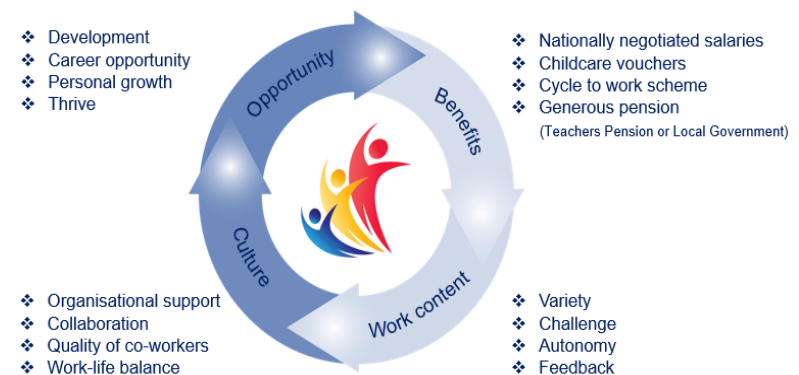 Development
Career opportunity
Personal growth
Thrive
Opportunity
Benefits
Nationally negotiated salaries
Childcare vouchers
Cycle to work scheme
Generous pension
(Teachers Pension or Local Government)
Culture
Work content
Organisational support
Collaboration
Quality of co-workers
Work-life balance
Variety
Challenge
Autonomy
Feedback